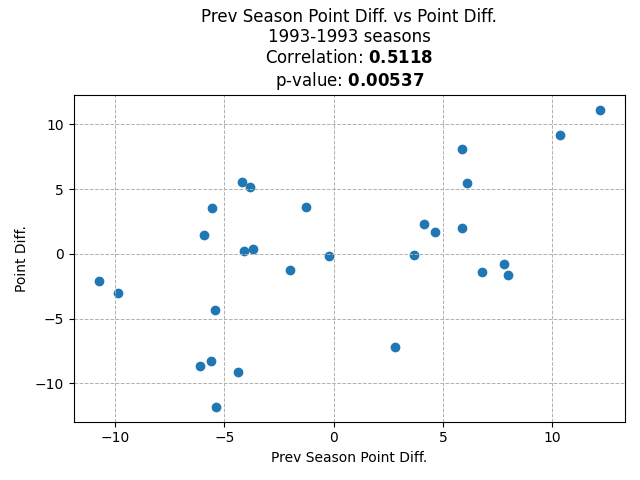 Prev Season Point Diff. vs Point Diff.
1993-1993 seasons
Correlation: 0.5118
p-value: 0.00537
10
5
0
−5
−10
Point Diff.
−10
−5
0
5
10
Prev Season Point Diff.